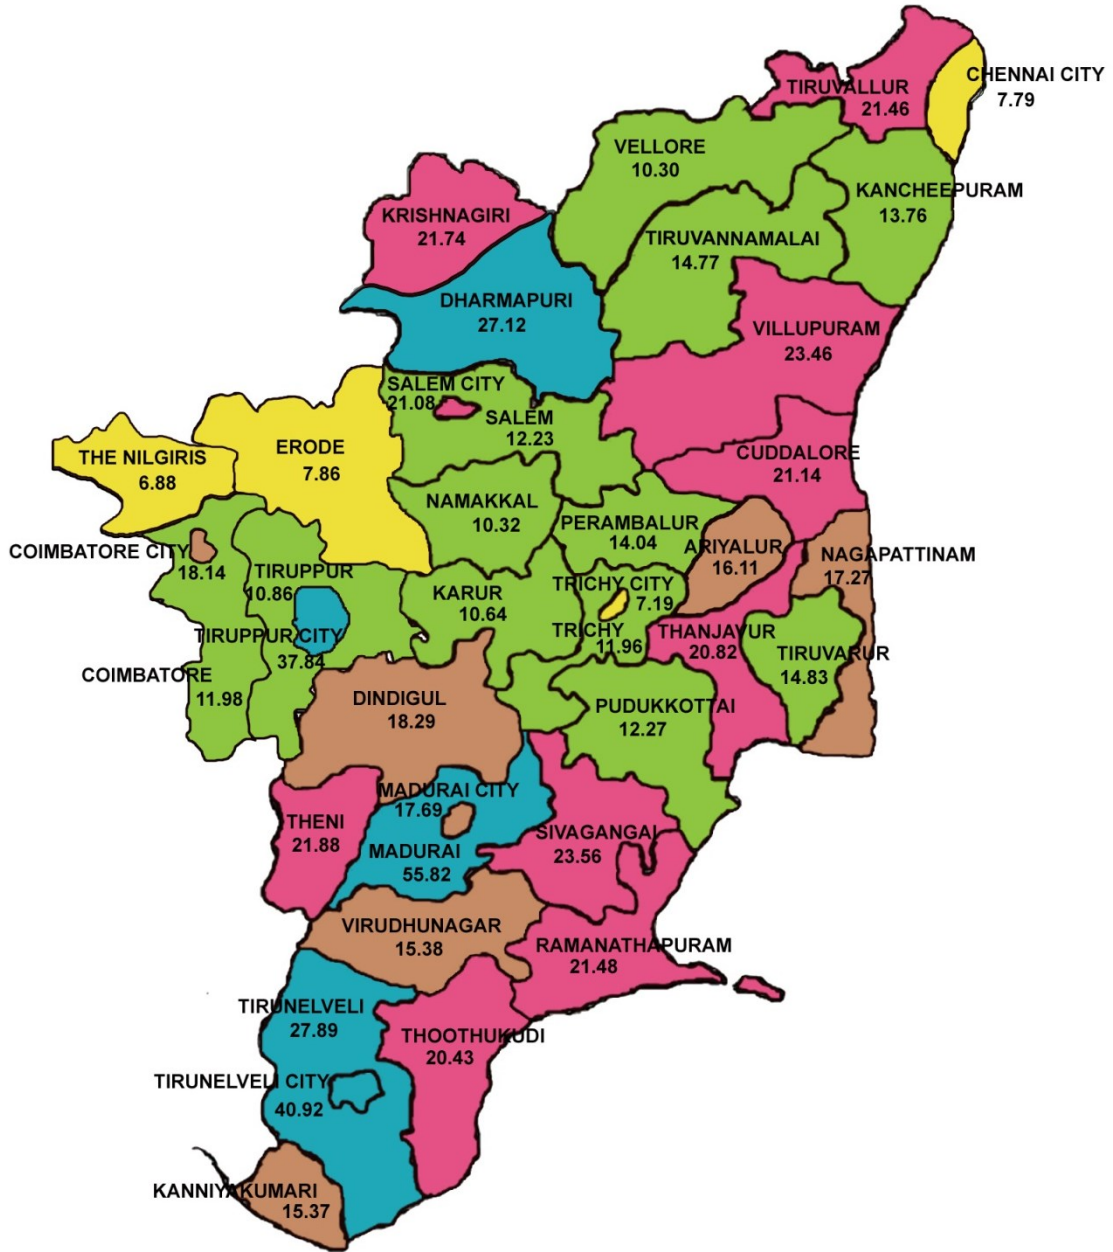 CHENNAI CITY
7.79
TIRUVALLUR
21.46
VELLORE
10.30
KANCHEEPURAM
13.76
KRISHNAGIRI
21.74
TIRUVANNAMALAI
14.77
DHARMAPURI
27.12
VILLUPURAM
23.46
SALEM CITY
21.08
SALEM
12.23
ERODE
7.86
THE NILGIRIS
6.88
CUDDALORE
21.14
NAMAKKAL
10.32
PERAMBALUR
14.04
ARIYALUR
16.11
NAGAPATTINAM
17.27
COIMBATORE CITY
18.14
TIRUPPUR
10.86
KARUR
10.64
TRICHY CITY
7.19
TRICHY
11.96
THANJAVUR
20.82
TIRUVARUR
14.83
TIRUPPUR CITY
37.84
COIMBATORE
11.98
DINDIGUL
18.29
PUDUKKOTTAI
12.27
MADURAI CITY
17.69
THENI
21.88
MADURAI
55.82
SIVAGANGAI
23.56
VIRUDHUNAGAR
15.38
RAMANATHAPURAM
21.48
TIRUNELVELI
27.89
THOOTHUKUDI
20.43
TIRUNELVELI CITY
40.92
KANNIYAKUMARI
15.37